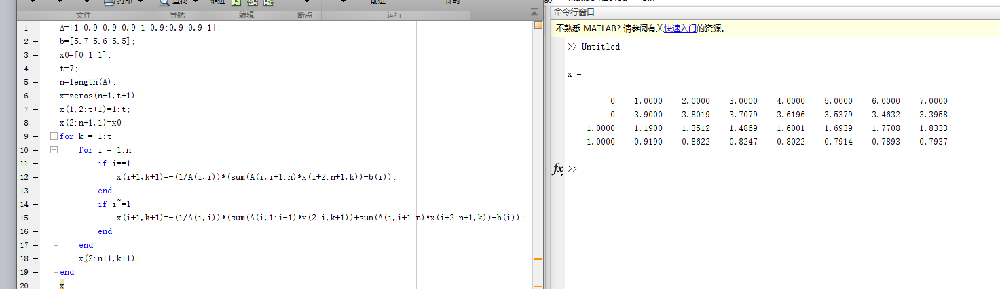 打印
查找
缩进
前进
计时
文件
导航
编辑
断点
运行
1 — A=[1 0.9 0.9;0.9 1 0.9;0.9 0.9 1];
2 — b=[5.7 5.6 5.5];
3 — x0=[0 1 1];
4 — t=7;
5 — n=length(A);
6 — x=zeros(n+1,t+1);
7 — x(1,2:t+1)=1:t;
8 — x(2:n+1,1)=x0;
9 — for k = 1:t
10 — for i = 1:n
11 — if i==1
12 — x(i+1,k+1)=-(1/A(i,i))*(sum(A(i,i+1:n)*x(i+2:n+1,k))-b(i));
13 — end
14 — if i~=1
15 — x(i+1,k+1)=-(1/A(i,i))*(sum(A(i,1:i-1)*x(2:i,k+1))+sum(A(i,i+1:n)*x(i+2:n+1,k))-b(i));
16 — end
17 — end
18 — x(2:n+1,k+1);
19 — end
20 — x
命令行窗口
不熟悉 MATLAB? 请参阅有关快速入门的资源。
>> Untitled
x =
0 1.0000 2.0000 3.0000 4.0000 5.0000 6.0000 7.0000
0 3.9000 3.8019 3.7079 3.6196 3.5379 3.4632 3.3958
1.0000 1.1900 1.3512 1.4869 1.6001 1.6939 1.7708 1.8333
1.0000 0.9190 0.8622 0.8247 0.8022 0.7914 0.7893 0.7937
fx >>